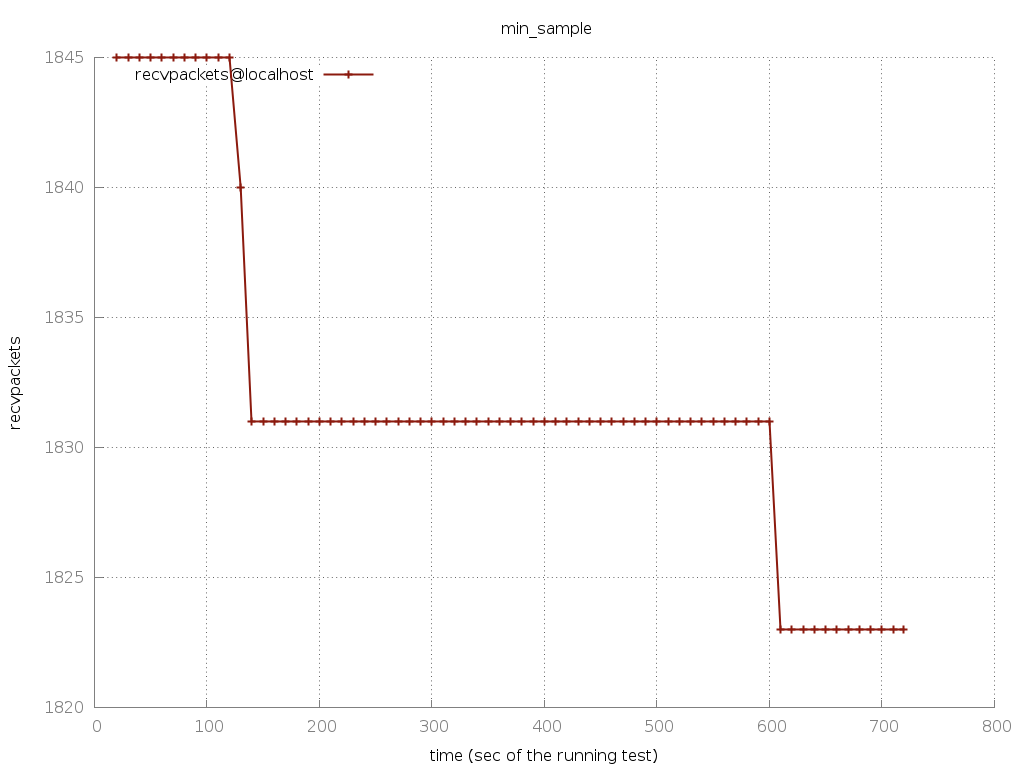 min_sample
1845
recvpackets@localhost
1840
1835
recvpackets
1830
1825
1820
0 100 200 300 400 500 600 700 800
time (sec of the running test)